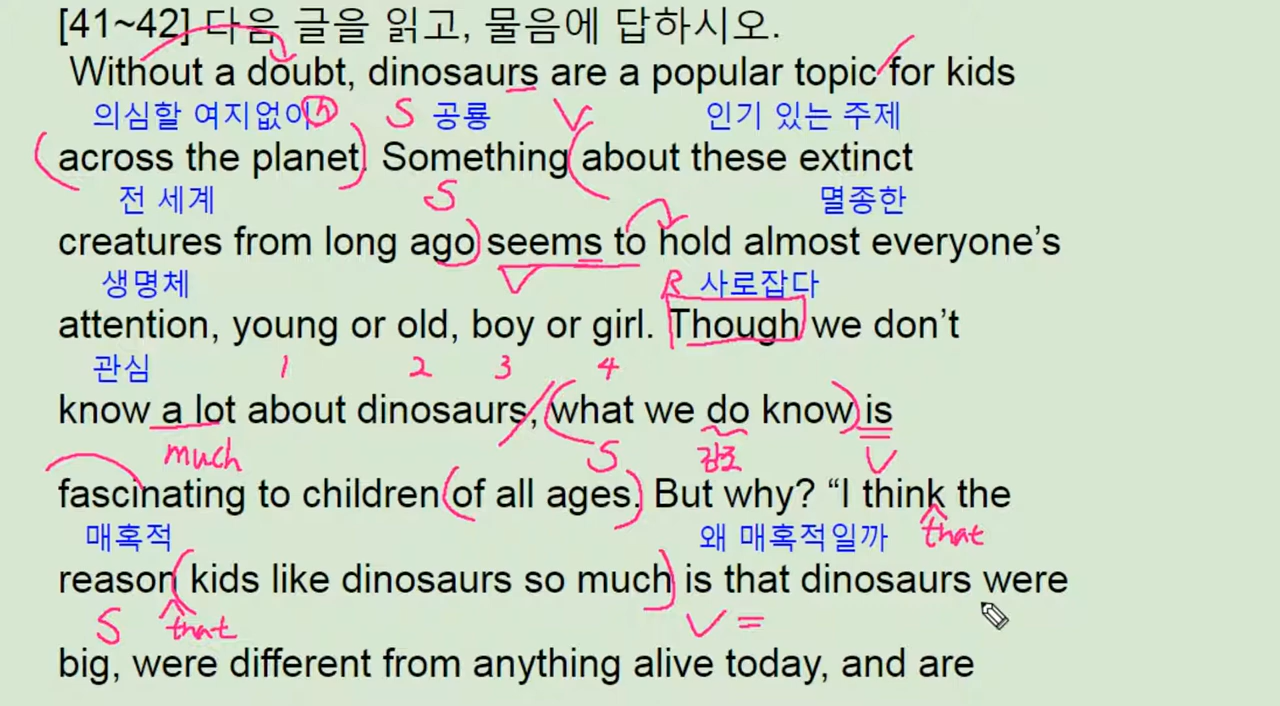 [41~42] 다음 글을 읽고, 물음에 답하시오.
Without a doubt, dinosaurs are a popular topic for kids
의심할 여지없이 n S 공룡 V 인기 있는 주제
across the planet. Something about these extinct
전 세계 S 멸종한
creatures from long ago seems to hold almost everyone's
생명체 V R 사로잡다
attention, young or old, boy or girl. Though we don't
관심 1 2 3 4
know a lot about dinosaurs, what we do know is
much S 강조 V
fascinating to children of all ages. But why? “I think the
매혹적 왜 매혹적일까 that
reason kids like dinosaurs so much is that dinosaurs were
S that V =
big, were different from anything alive today, and are